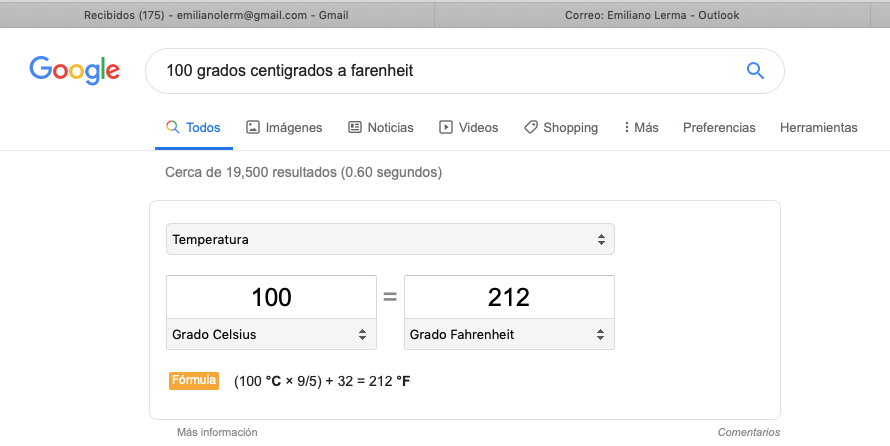 Recibidos (175) - emilianolerm@gmail.com - Gmail Correo: Emiliano Lerma - Outlook
Google 100 grados centigrados a farenheit
Todos Imágenes Noticias Videos Shopping Más Preferencias Herramientas
Cerca de 19,500 resultados (0.60 segundos)
Temperatura
100 = 212
Grado Celsius Grado Fahrenheit
Fórmula (100 °C × 9/5) + 32 = 212 °F
Más información Comentarios